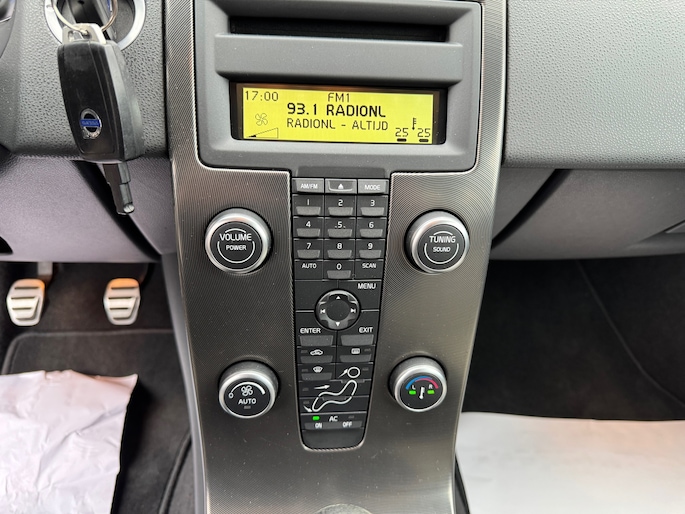 17:00 FM1
93.1 RADIONL
RADIONL - ALTIJD
25 25
AM/FM MODE
1 2 3
4 .5. 6
7 8 9
AUTO 0 SCAN
VOLUME
POWER
TUNING
SOUND
MENU
ENTER EXIT
AUTO
0
L R
AC
ON OFF